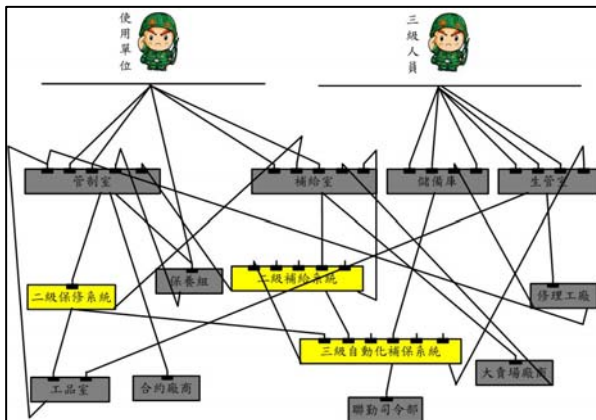 使用單位
三級人員
管制室
補給室
儲備庫
生管室
保養組
二級補給系統
二級保修系統
修理工廠
三級自動化補保系統
大賣場廠商
工品室
合約廠商
聯勤司令部